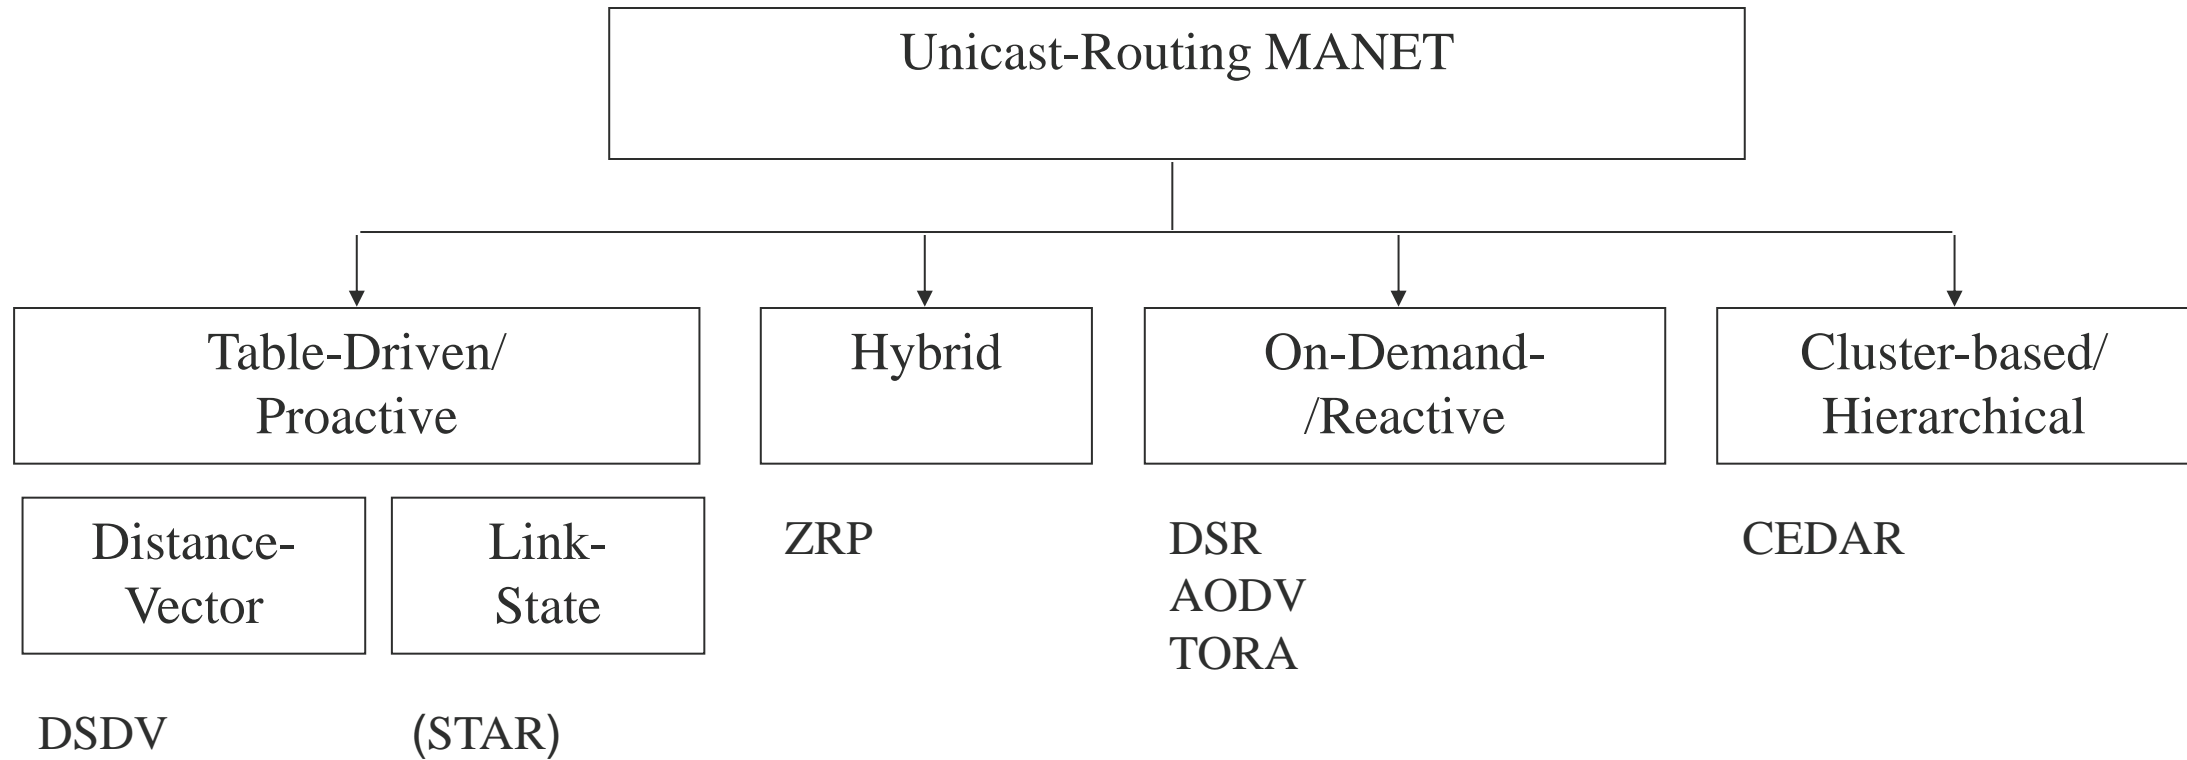 Unicast-Routing MANET
Table-Driven/
Proactive
Hybrid
On-Demand-
/Reactive
Cluster-based/
Hierarchical
Distance-
Vector
Link-
State
ZRP
DSR
AODV
TORA
CEDAR
DSDV
(STAR)